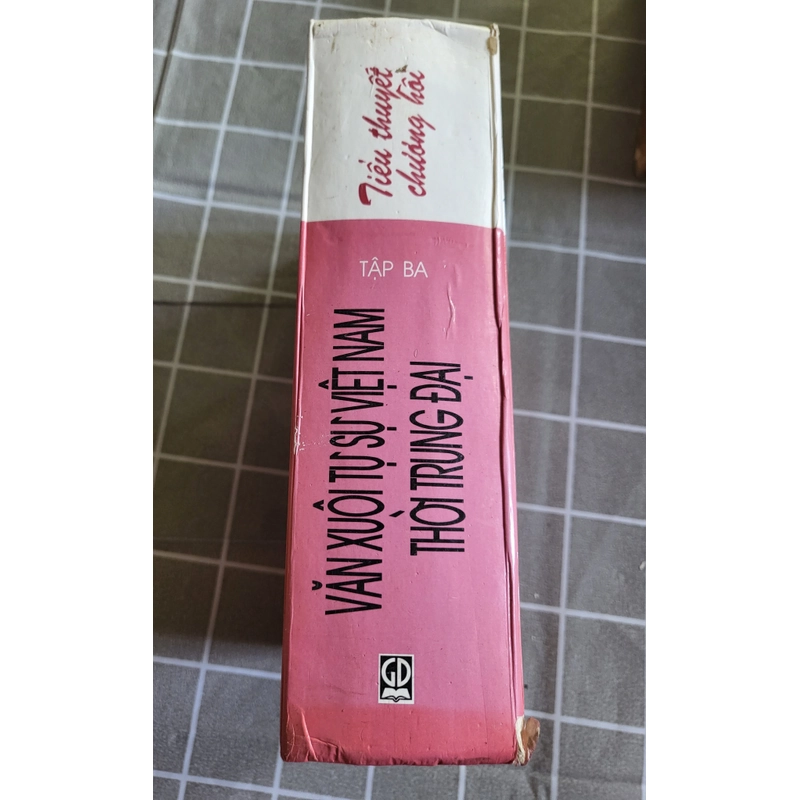 Tiểu thuyết
chương hồi
TẬP BA
VĂN XUÔI TỰ SỰ VIỆT NAM
THỜI TRUNG ĐẠI
GD